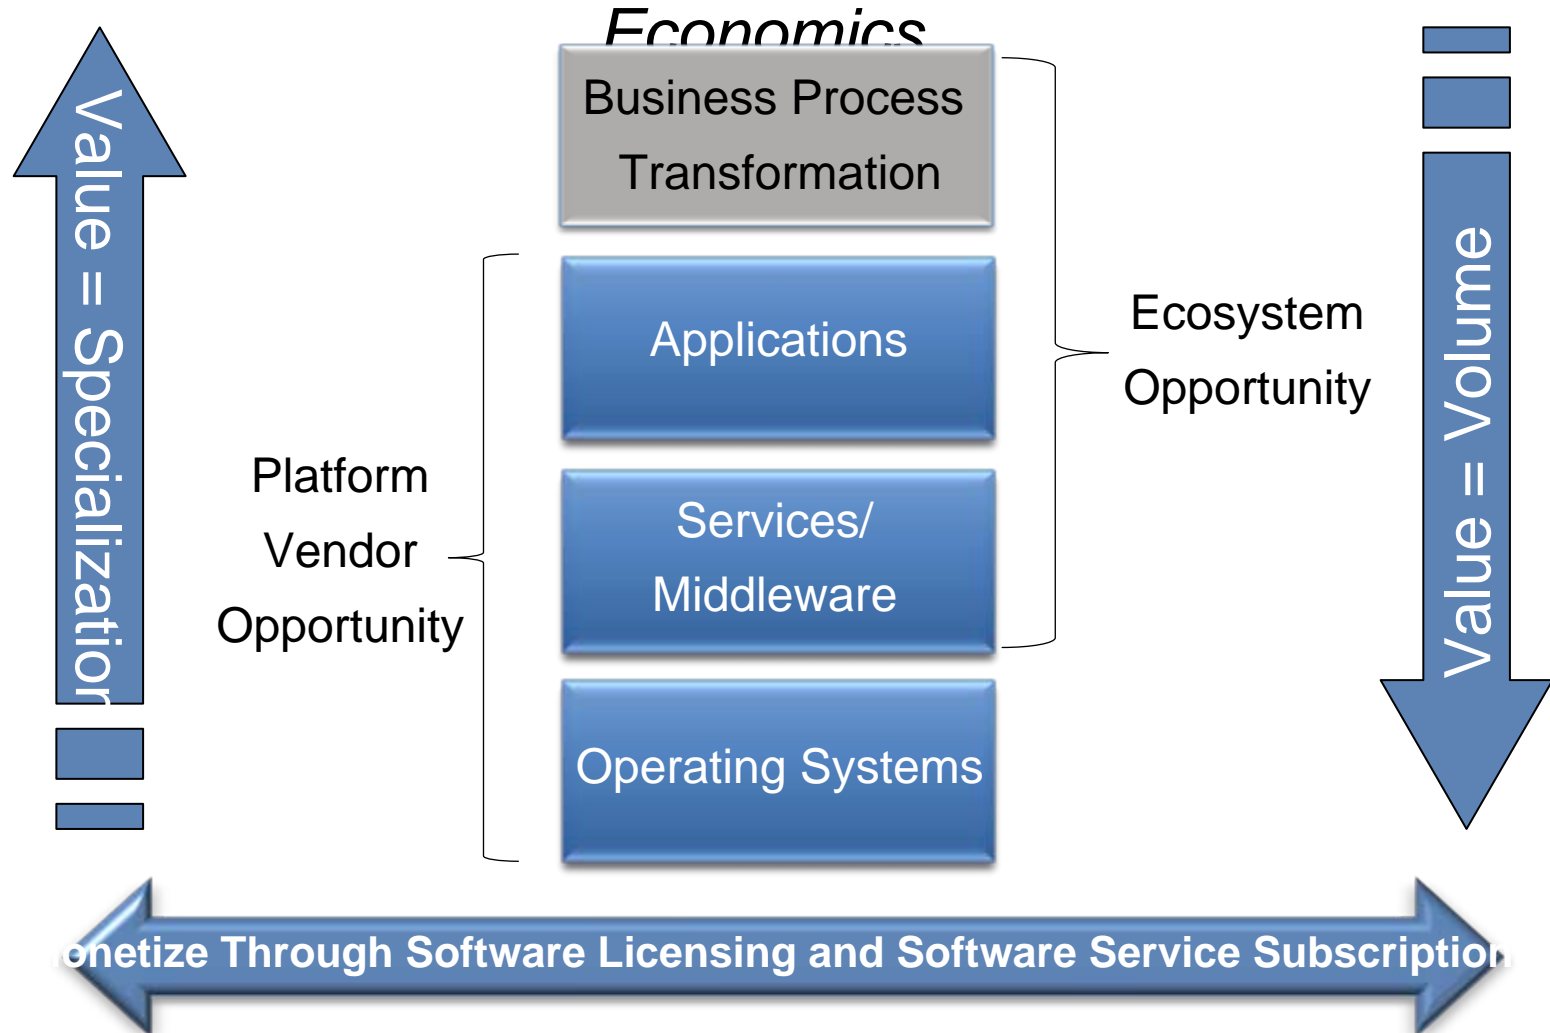 Economics
Business Process
Transformation
Value = Specialization
Applications
Ecosystem
Opportunity
Value = Volume
Platform
Vendor
Opportunity
Services/
Middleware
Operating Systems
onetize Through Software Licensing and Software Service Subscription